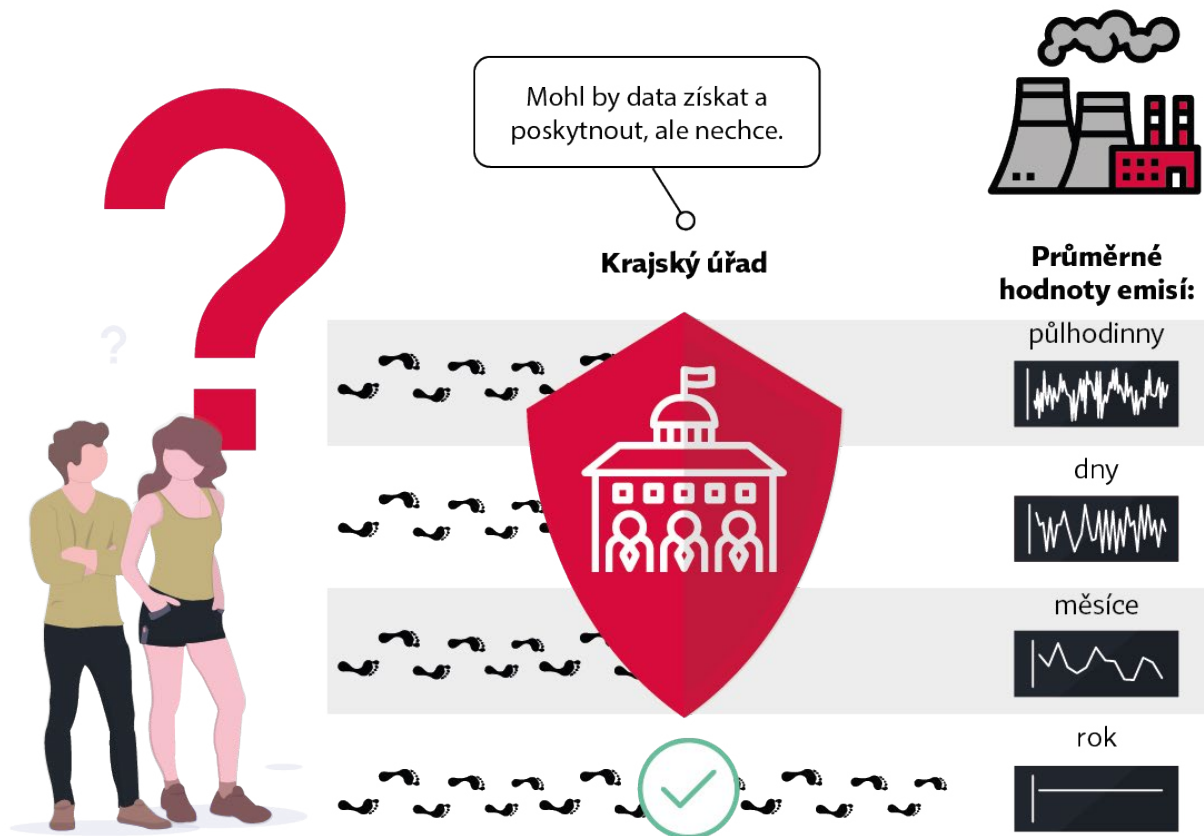 Mohl by data získat a
poskytnout, ale nechce.
Krajský úřad
Průměrné
hodnoty emisí:
půlhodinny
dny
měsíce
rok
?
?